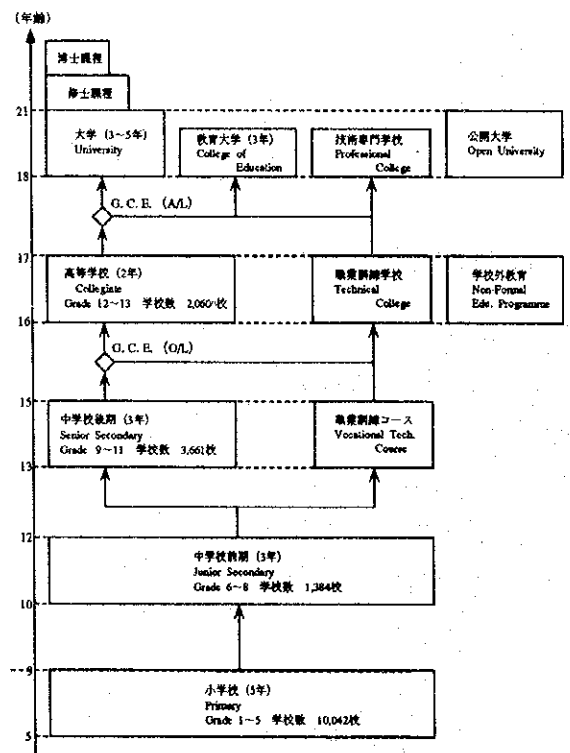 (年齢)
博士課程
修士課程
21
大学 (3~5年)
University
教育大学 (3年)
College of
Education
技術専門学校
Professional
College
公開大学
Open University
18
G. C. E. (A/L)
17
高等学校 (2年)
Collegiate
Grade 12~13 学校数 2,060校
職業訓練学校
Technical
College
学校外教育
Non-Formal
Edu. Programme
16
G. C. E. (O/L)
15
中学校後期 (3年)
Senior Secondary
Grade 9~11 学校数 3,661校
職業訓練コース
Vocational Tech.
Course
13
12
中学校前期 (3年)
Junior Secondary
Grade 6~8 学校数 1,384校
10
9
小学校 (5年)
Primary
Grade 1~5 学校数 10,042校
5